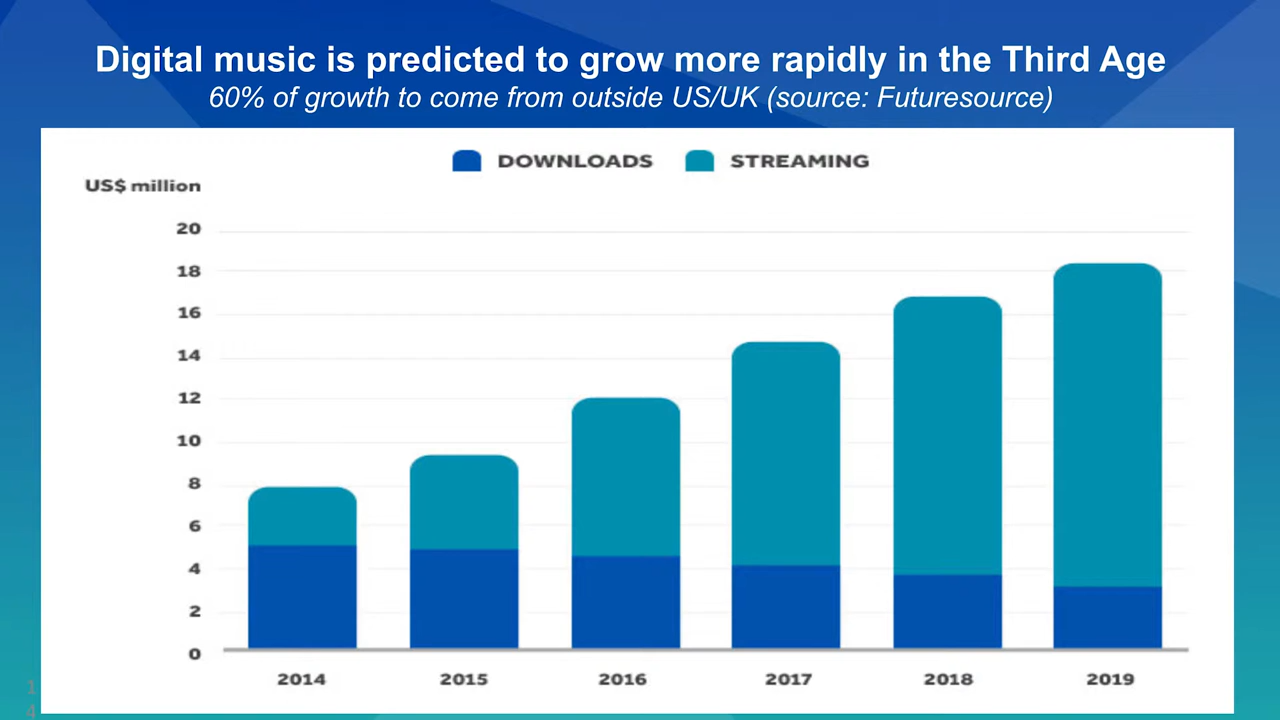 Digital music is predicted to grow more rapidly in the Third Age
60% of growth to come from outside US/UK (source: Futuresource)
DOWNLOADS STREAMING
US$ million
20
18
16
14
12
10
8
6
4
2
0
2014 2015 2016 2017 2018 2019
1
4